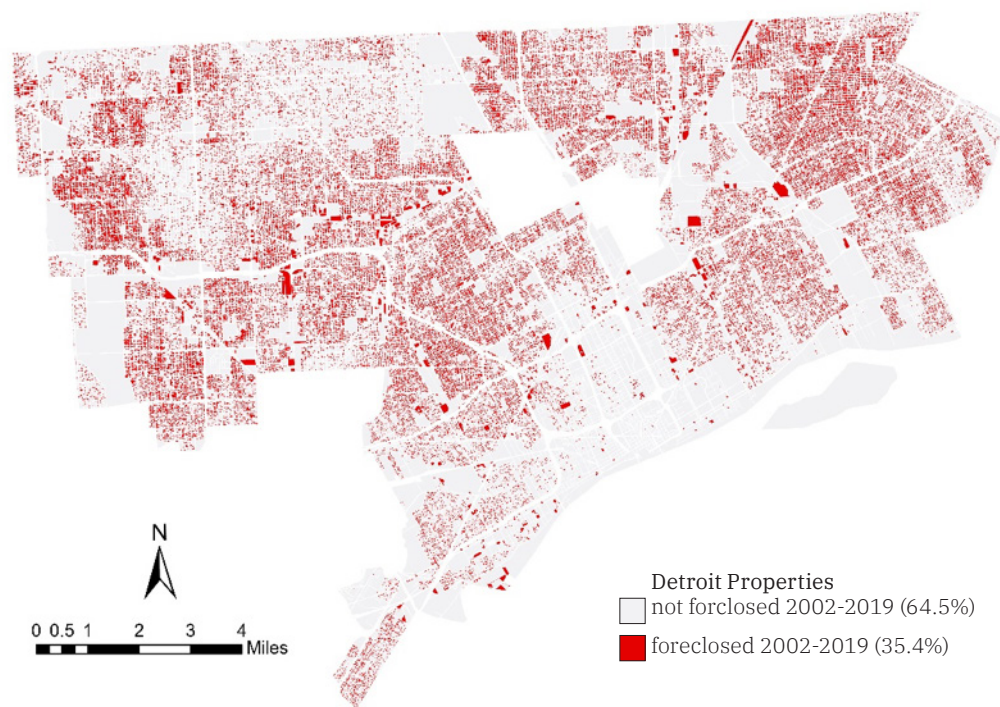 N
0 0.5 1 2 3 4
Miles
Detroit Properties
not forclosed 2002-2019 (64.5%)
foreclosed 2002-2019 (35.4%)